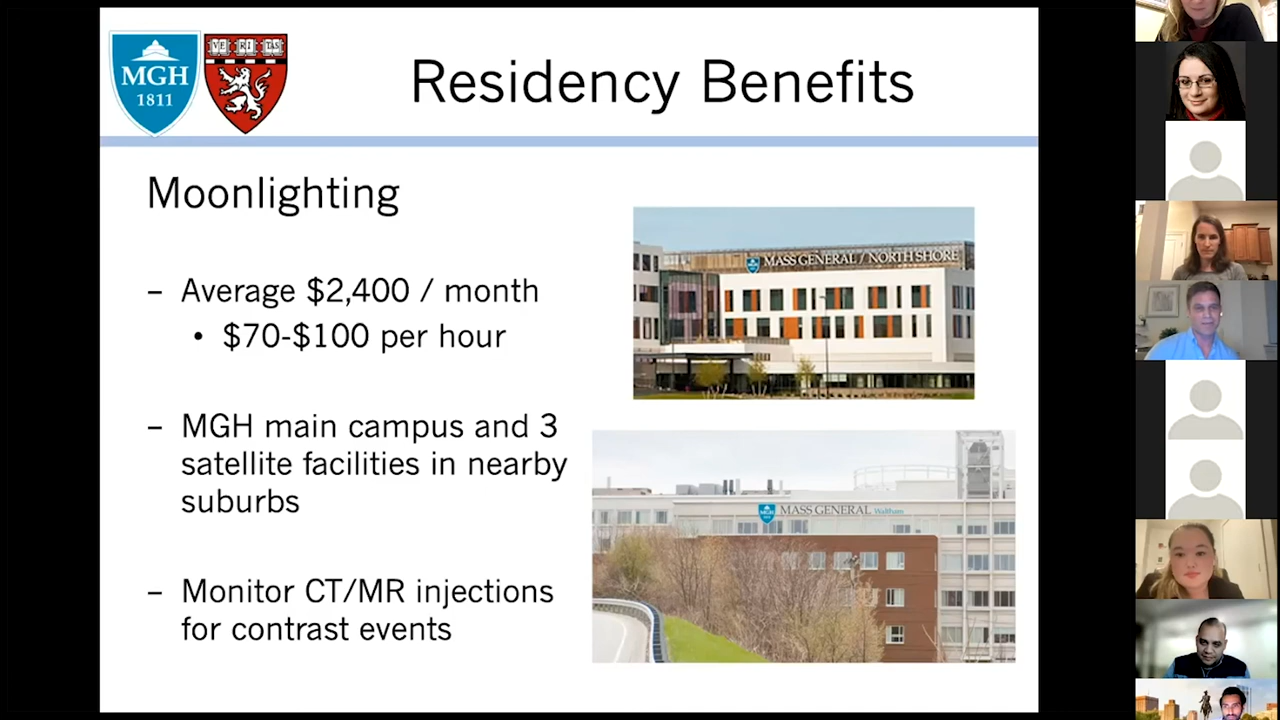 MGH
1811
VE RI TAS
Residency Benefits
Moonlighting
– Average $2,400 / month
• $70-$100 per hour
– MGH main campus and 3
satellite facilities in nearby
suburbs
– Monitor CT/MR injections
for contrast events
MASS GENERAL / NORTH SHORE
MGH
MASS GENERAL Waltham